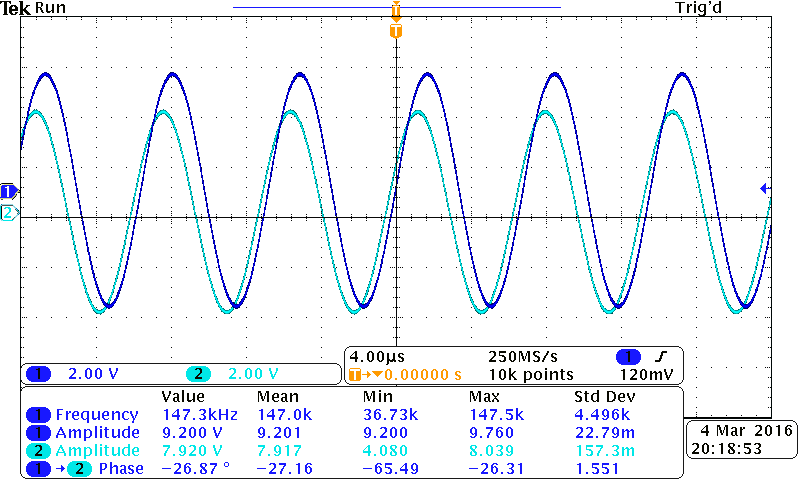 Tek Run Trig'd
T
T
1
2
1 2.00 V 2 2.00 V
4.00µs 250MS/s 1 ƒ
T→▼0.00000 s 10k points 120mV
Value Mean Min Max Std Dev
1 Frequency 147.3kHz 147.0k 36.73k 147.5k 4.496k
1 Amplitude 9.200 V 9.201 9.200 9.760 22.79m
2 Amplitude 7.920 V 7.917 4.080 8.039 157.3m
1 →2 Phase −26.87 ° −27.16 −65.49 −26.31 1.551
4 Mar 2016
20:18:53